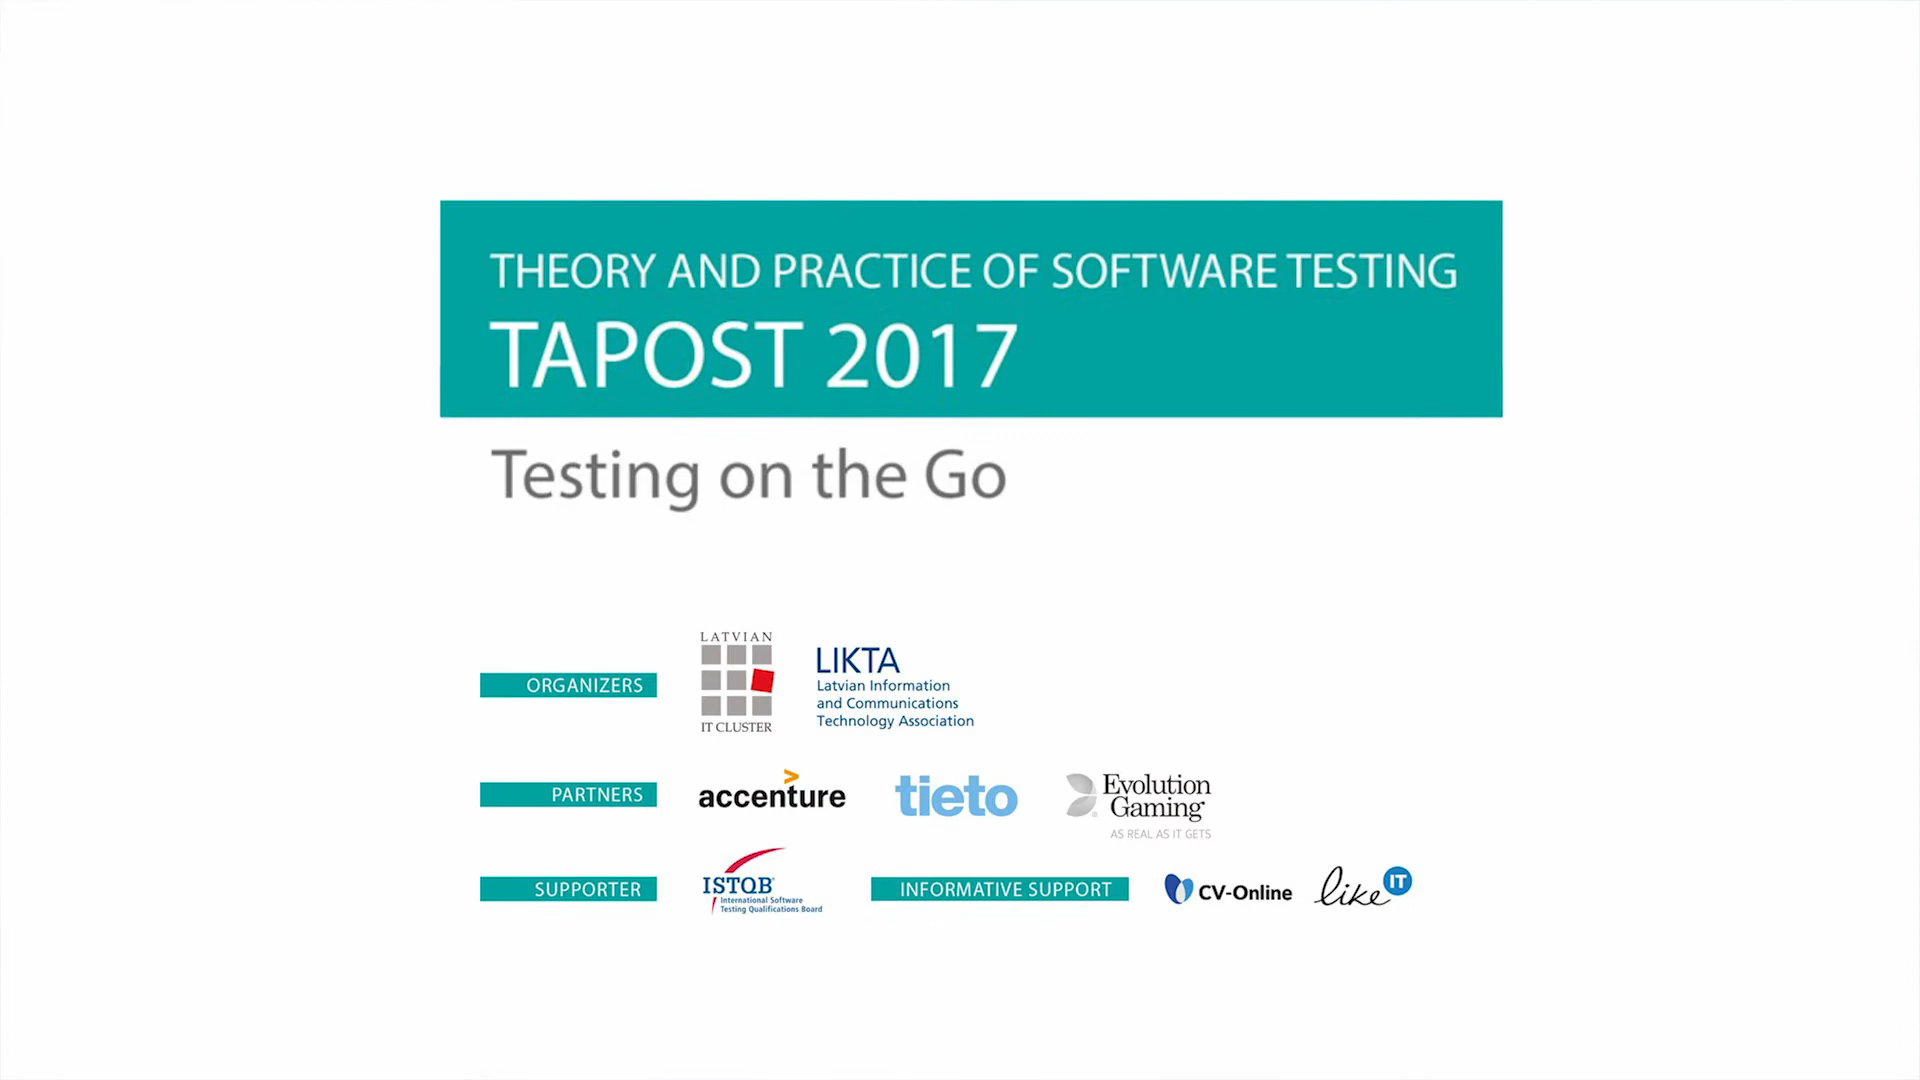 THEORY AND PRACTICE OF SOFTWARE TESTING
TAPOST 2017
Testing on the Go
ORGANIZERS
LATVIAN
IT CLUSTER
LIKTA
Latvian Information
and Communications
Technology Association
PARTNERS
accenture
tieto
Evolution
Gaming
AS REAL AS IT GETS
SUPPORTER
ISTQB
International Software
Testing Qualifications Board
INFORMATIVE SUPPORT
CV-Online
like IT